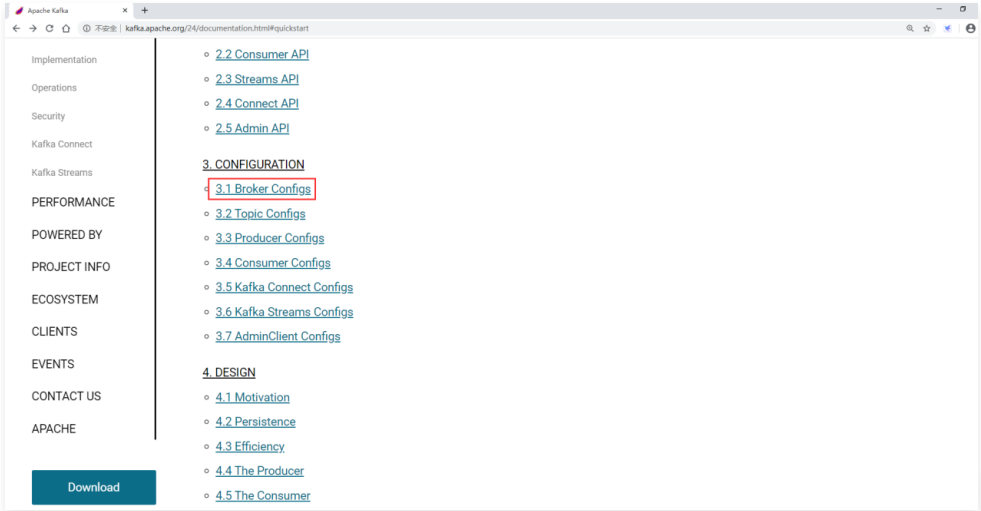 Apache Kafka
不安全 | kafka.apache.org/24/documentation.html#quickstart
Implementation
Operations
Security
Kafka Connect
Kafka Streams
PERFORMANCE
POWERED BY
PROJECT INFO
ECOSYSTEM
CLIENTS
EVENTS
CONTACT US
APACHE
Download
2.2 Consumer API
2.3 Streams API
2.4 Connect API
2.5 Admin API
3. CONFIGURATION
3.1 Broker Configs
3.2 Topic Configs
3.3 Producer Configs
3.4 Consumer Configs
3.5 Kafka Connect Configs
3.6 Kafka Streams Configs
3.7 AdminClient Configs
4. DESIGN
4.1 Motivation
4.2 Persistence
4.3 Efficiency
4.4 The Producer
4.5 The Consumer